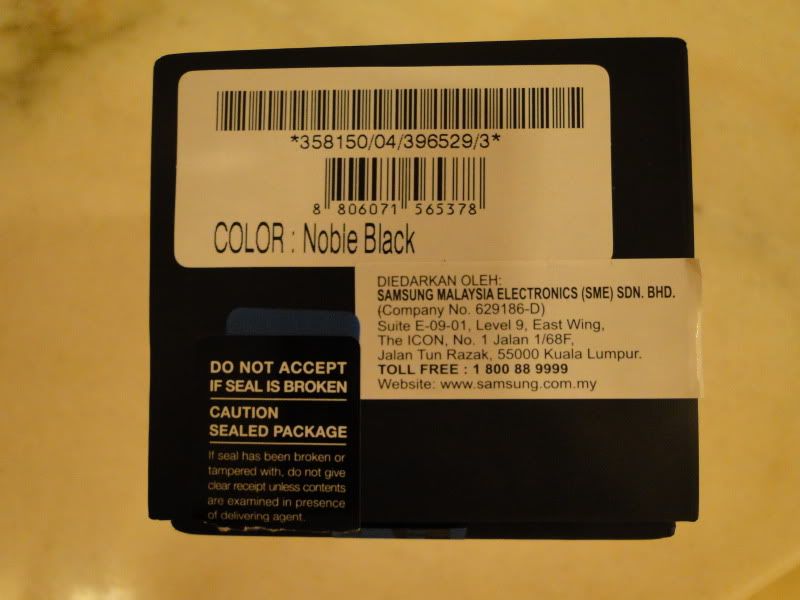 *358150/04/396529/3*
8 806071 565378
COLOR : Noble Black
DIEDARKAN OLEH:
SAMSUNG MALAYSIA ELECTRONICS (SME) SDN. BHD.
(Company No. 629186-D)
Suite E-09-01, Level 9, East Wing,
The ICON, No. 1 Jalan 1/68F,
Jalan Tun Razak, 55000 Kuala Lumpur.
TOLL FREE : 1 800 88 9999
Website: www.samsung.com.my
DO NOT ACCEPT
IF SEAL IS BROKEN
CAUTION
SEALED PACKAGE
If seal has been broken or
tampered with, do not give
clear receipt unless contents
are examined in presence
of delivering agent.